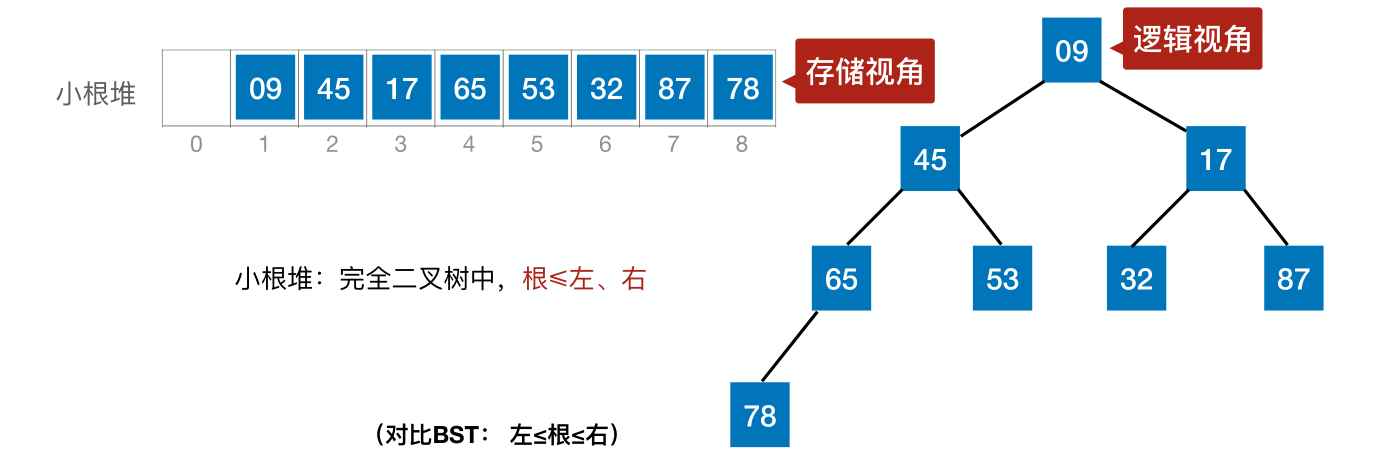 小根堆
09 45 17 65 53 32 87 78
0 1 2 3 4 5 6 7 8
存储视角
逻辑视角
09
45 17
65 53 32 87
78
小根堆：完全二叉树中，根≤左、右
（对比BST： 左≤根≤右）